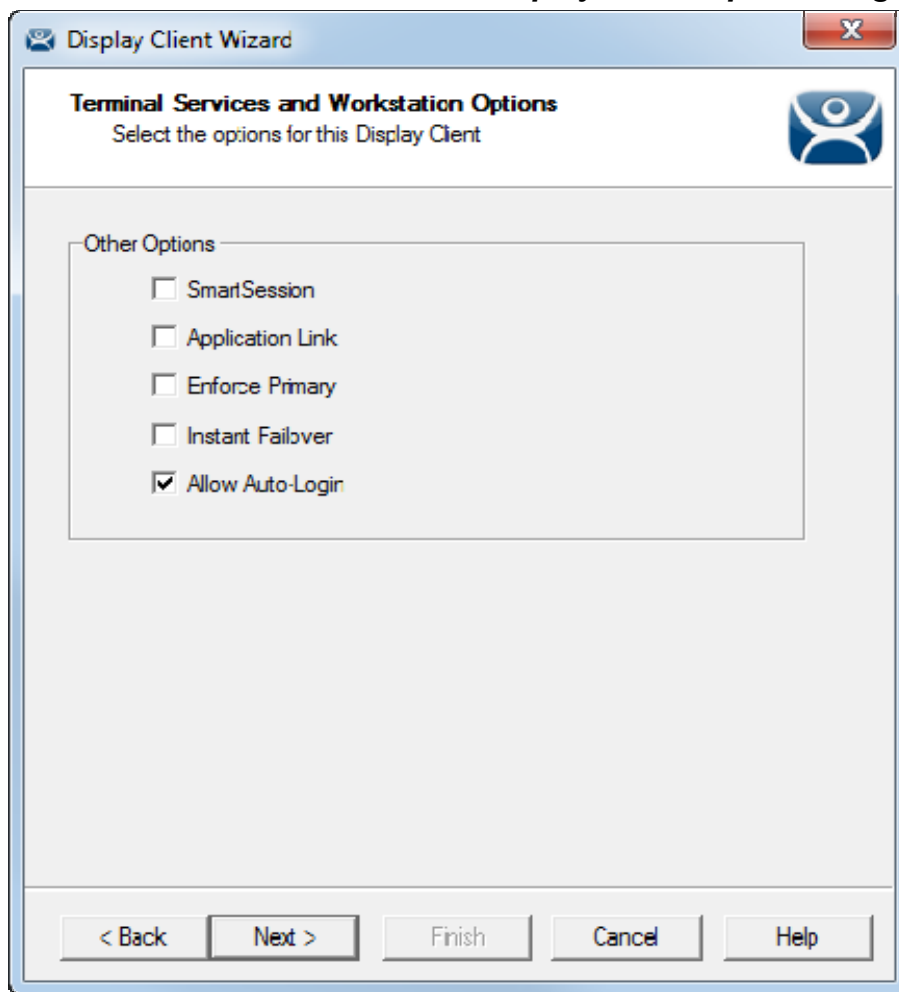 Display Client Wizard
Terminal Services and Workstation Options
Select the options for this Display Client
Other Options
SmartSession
Application Link
Enforce Primary
Instant Failover
Allow Auto-Login
< Back
Next >
Finish
Cancel
Help